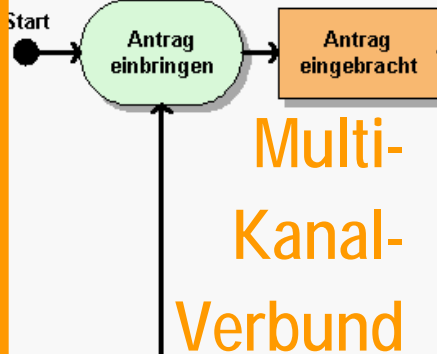 Start
Antrag
einbringen
Antrag
eingebracht
Multi-
Kanal-
Verbund